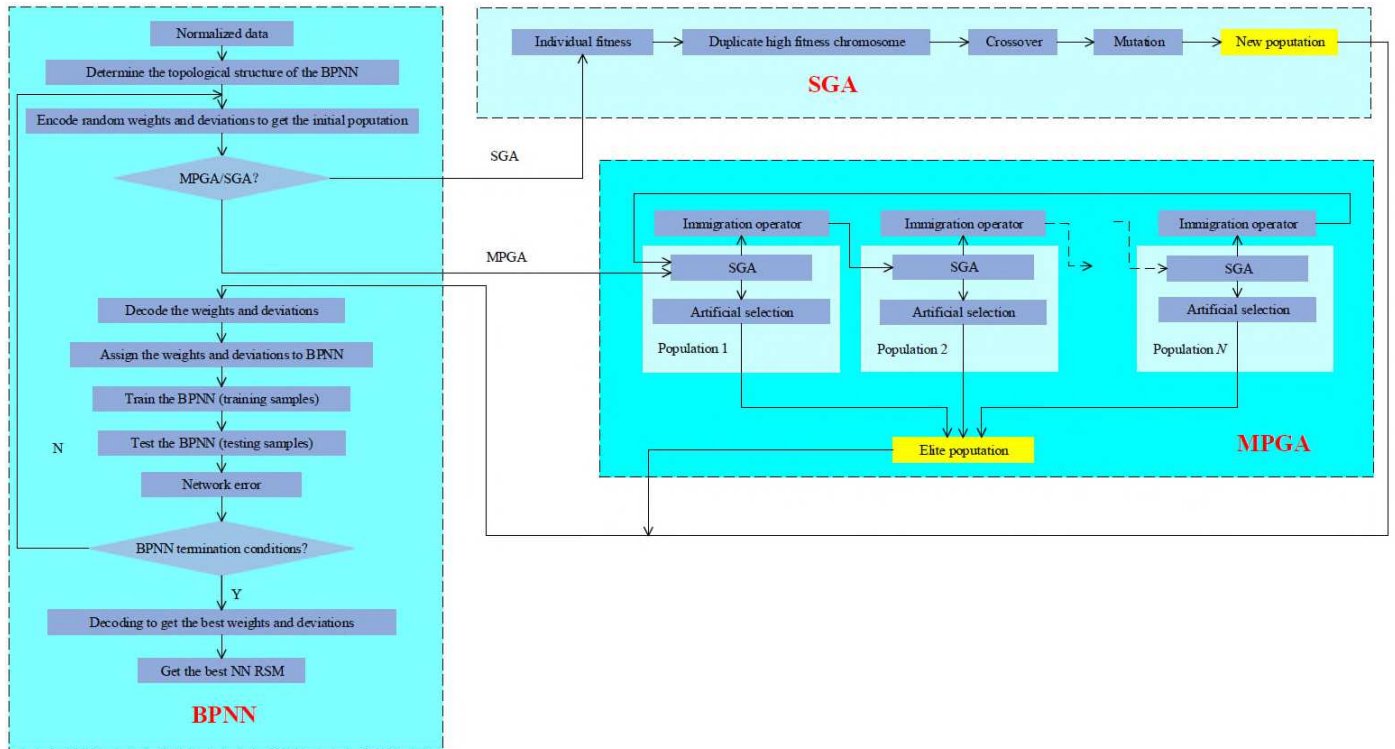 Normalized data
Determine the topological structure of the BPNN
Encode random weights and deviations to get the initial poputation
MPGA/SGA?
SGA
MPGA
Decode the weights and deviations
Assign the weights and deviations to BPNN
Train the BPNN (training samples)
Test the BPNN (testing samples)
N
Network error
BPNN termination conditions?
Y
Decoding to get the best weights and deviations
Get the best NN RSM
BPNN
Individual fitness
Duplicate high fitness chromosome
Crossover
Mutation
New population
SGA
Immigration operator
Immigration operator
Immigration operator
SGA
SGA
SGA
Artificial selection
Artificial selection
Artificial selection
Population 1
Population 2
Population N
Elite population
MPGA